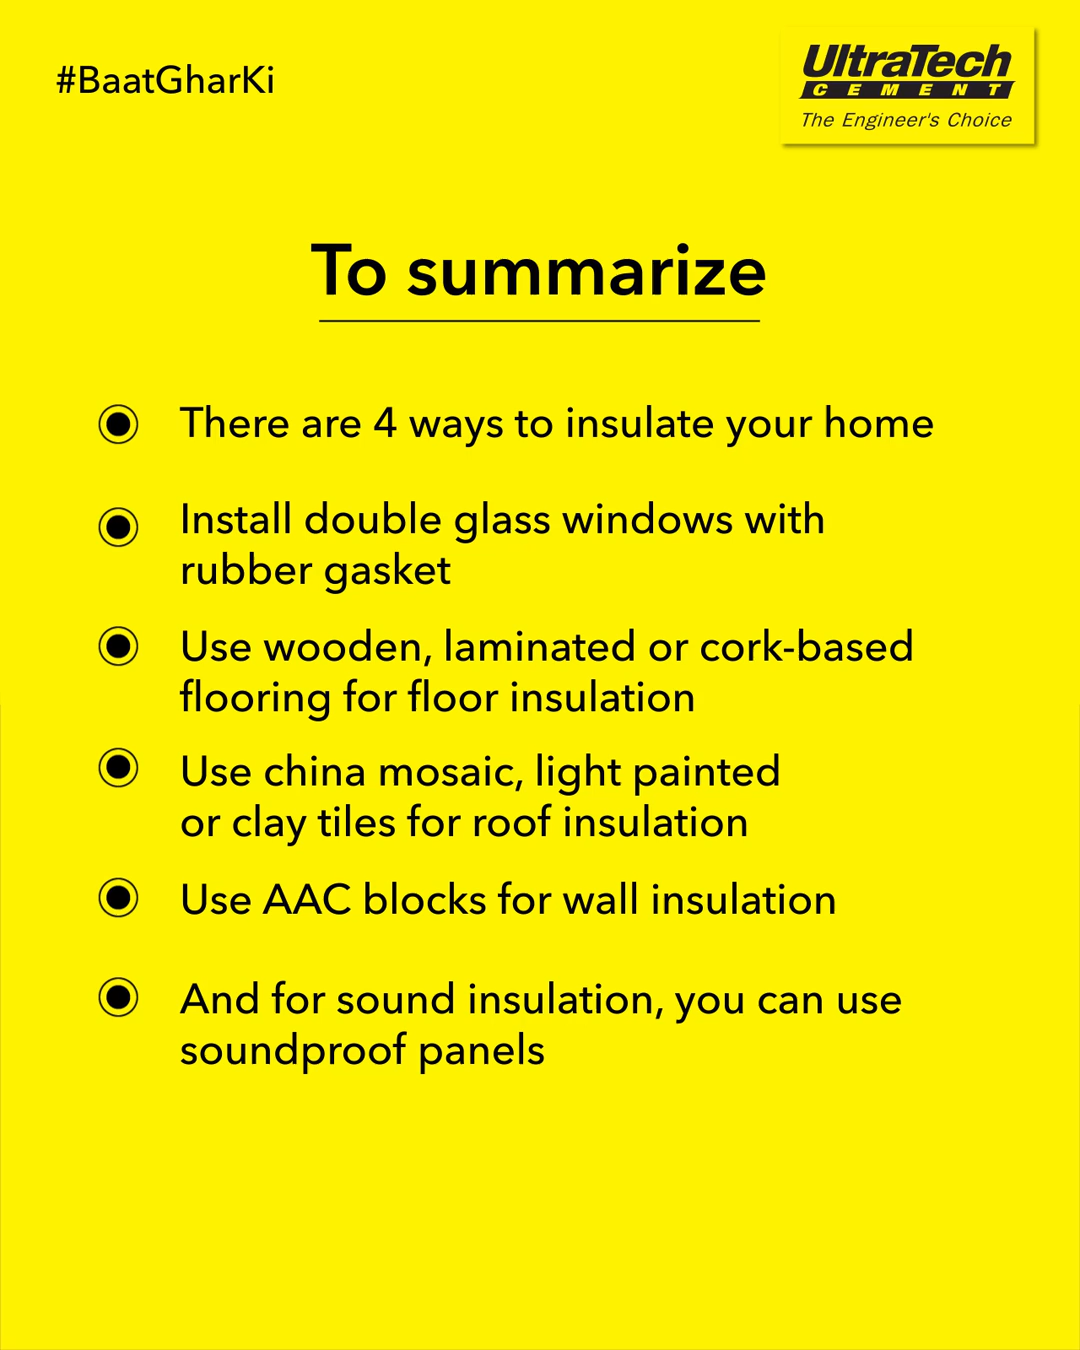 #BaatGharKi
UltraTech
CEMENT
The Engineer's Choice
To summarize
There are 4 ways to insulate your home
Install double glass windows with
rubber gasket
Use wooden, laminated or cork-based
flooring for floor insulation
Use china mosaic, light painted
or clay tiles for roof insulation
Use AAC blocks for wall insulation
And for sound insulation, you can use
soundproof panels